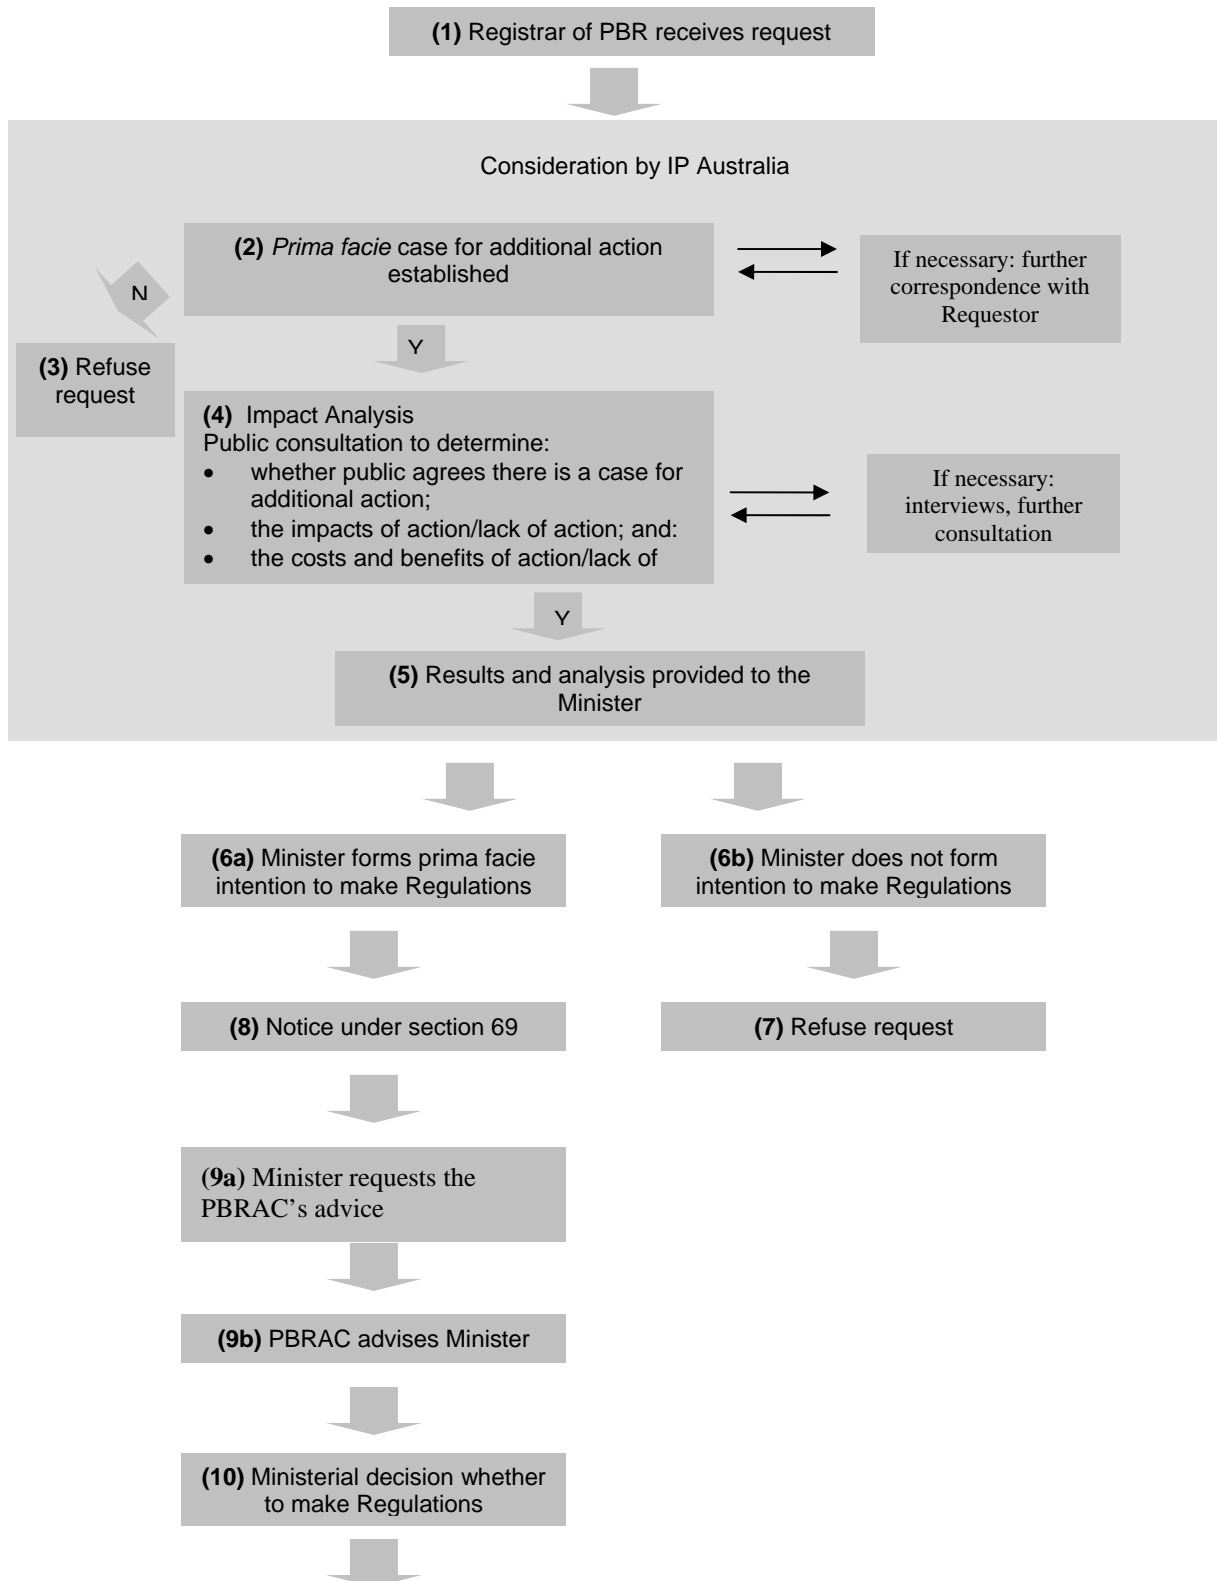 (1) Registrar of PBR receives request
Consideration by IP Australia
(2) Prima facie case for additional action
established
If necessary: further
correspondence with
Requestor
N
Y
(3) Refuse
request
(4) Impact Analysis
Public consultation to determine:
• whether public agrees there is a case for
additional action;
• the impacts of action/lack of action; and:
• the costs and benefits of action/lack of
If necessary:
interviews, further
consultation
Y
(5) Results and analysis provided to the
Minister
(6a) Minister forms prima facie
intention to make Regulations
(6b) Minister does not form
intention to make Regulations
(8) Notice under section 69
(7) Refuse request
(9a) Minister requests the
PBRAC’s advice
(9b) PBRAC advises Minister
(10) Ministerial decision whether
to make Regulations